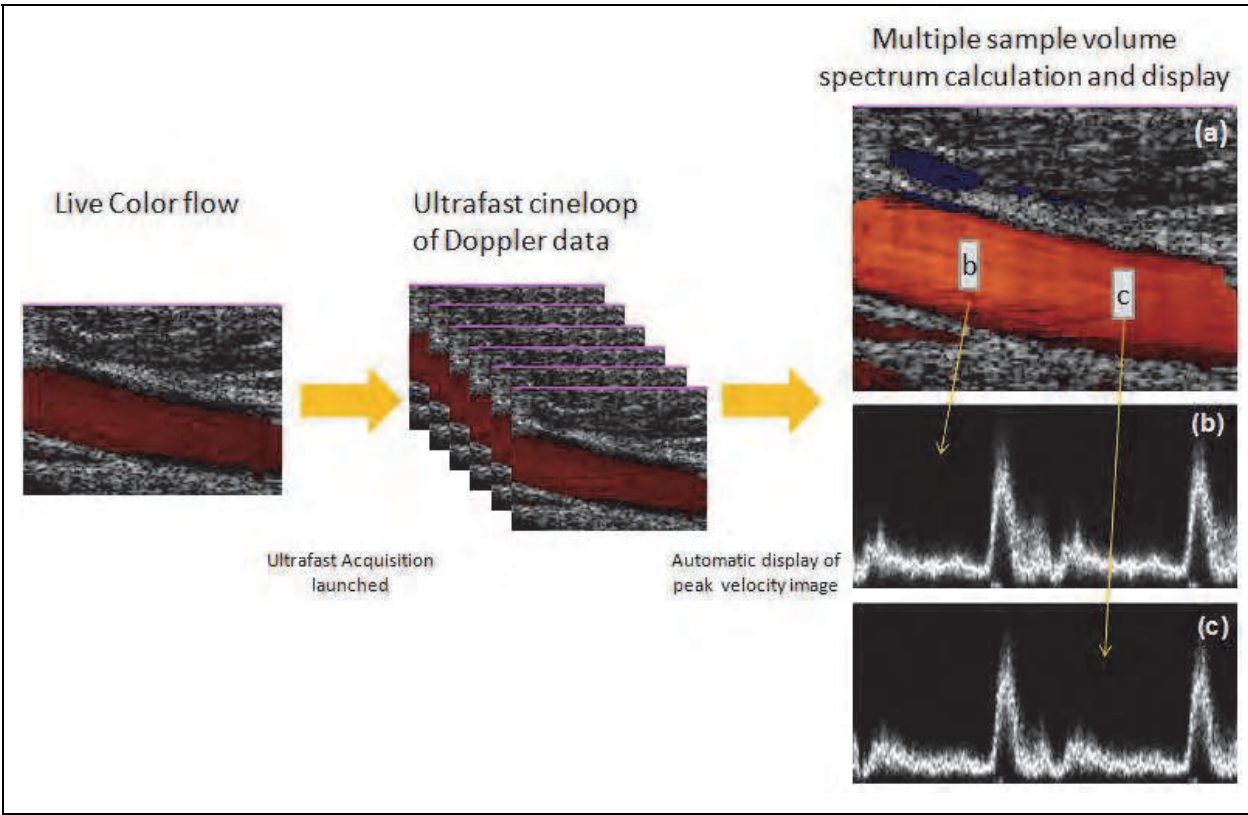 Live Color flow
Ultrafast cineloop
of Doppler data
Multiple sample volume
spectrum calculation and display
Ultrafast Acquisition
launched
Automatic display of
peak velocity image
(a)
b
c
(b)
(c)